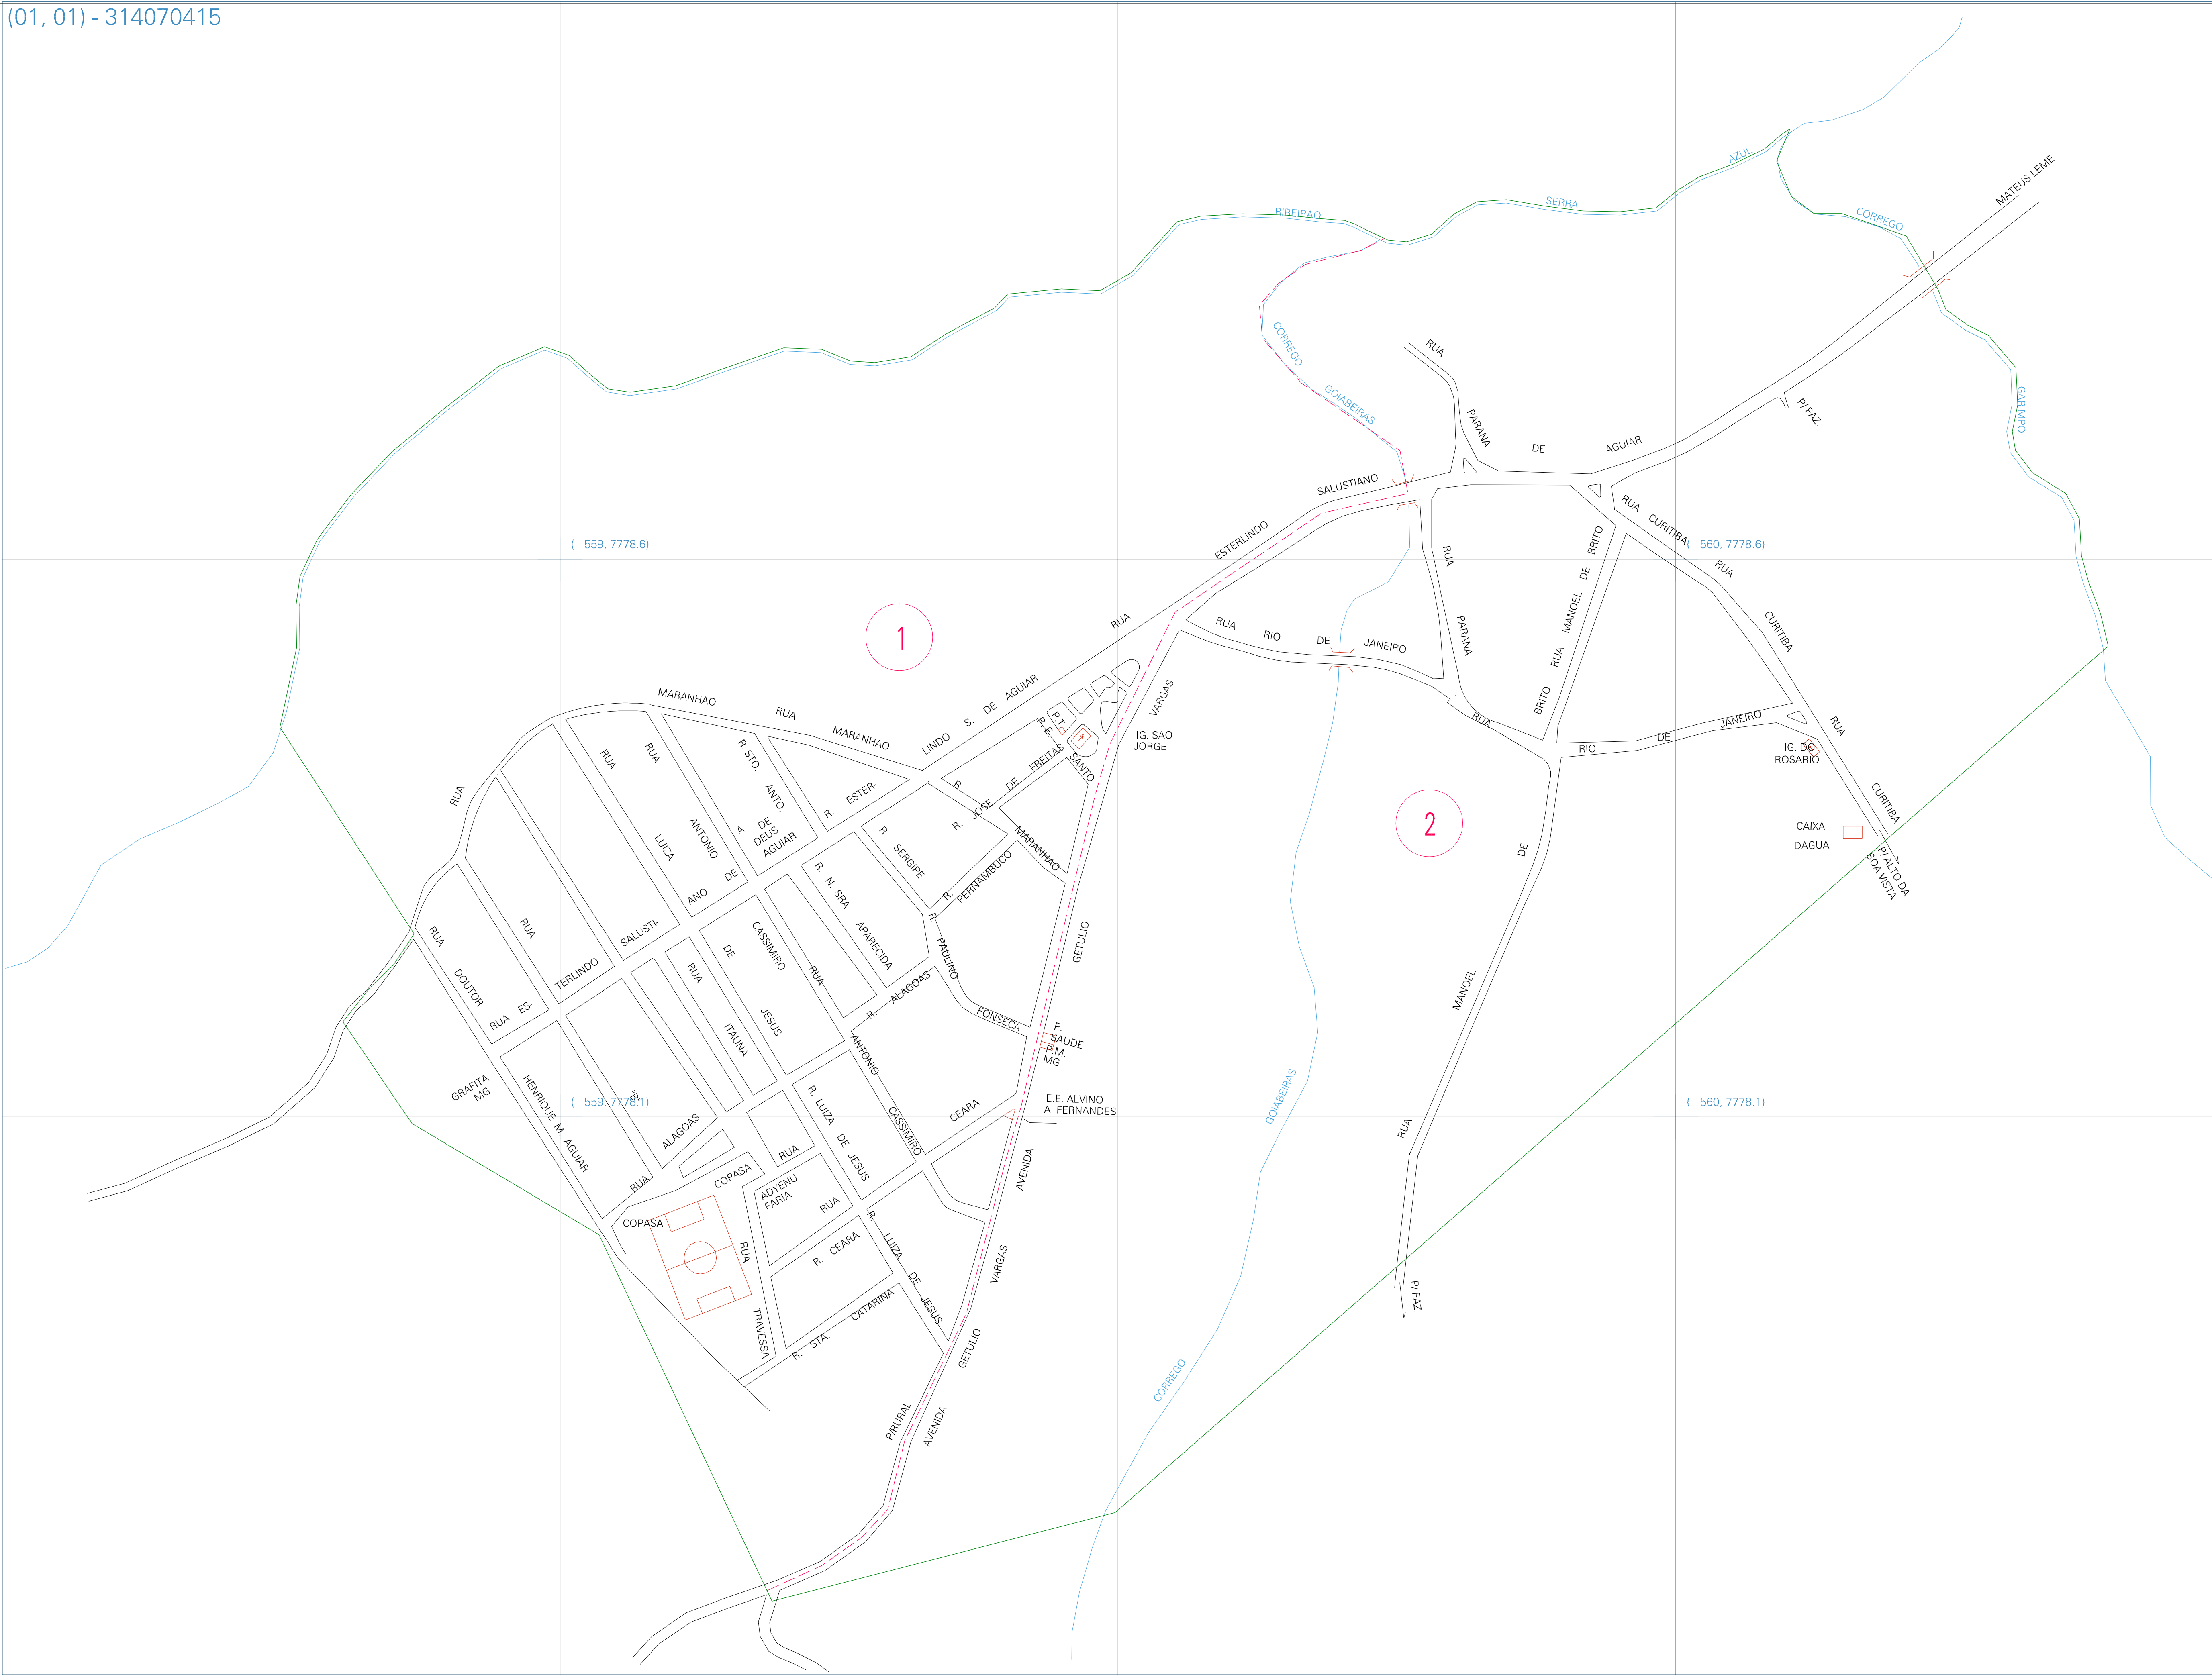 (01, 01) - 314070415
MATEUS LEME
AZUL
SERRA
RIBEIRAO
CORREGO
CORREGO
GOIABEIRAS
GARIMPO
RUA
PARANA
DE
AGUIAR
P/ FAZ.
SALUSTIANO
ESTERLINDO
RUA
CURITIBA
( 559, 7778.6)
( 560, 7778.6)
RUA
CURITIBA
RUA
CURITIBA
RUA
PARANA
RUA MANOEL DE BRITO
BRITO
1
RUA
RUA RIO DE JANEIRO
MARANHAO
RUA
MARANHAO
LINDO S. DE AGUIAR
VARGAS
P.T.
R. E.
SANTO
IG. SAO
JORGE
RUA
RIO DE JANEIRO
IG. DO
ROSARIO
RUA
RUA
LUIZA
RUA
ANTONIO
R. STO. ANTO.
A. DE
DEUS
AGUIAR
R. ESTER-
R. JOSE DE FREITAS
R.
MARANHAO
2
CAIXA
DAGUA
P/ ALTO DA
BOA VISTA
R. SERGIPE
R. PERNAMBUCO
R. N. SRA. APARECIDA
ANO DE
SALUSTI-
TERLINDO
RUA ES-
RUA
RUA
DOUTOR
HENRIQUE M. AGUIAR
DE
JESUS
CASSIMIRO
RUA
ANTONIO
CASSIMIRO
RUA
ITAUNA
R. ALAGOAS
R. PAULINO FONSECA
GETULIO
DE
MANOEL
RUA
P.
SAUDE
P.M.
MG
GRAFITA
MG
"B"
( 559, 7778.1)
( 560, 7778.1)
E.E. ALVINO
A. FERNANDES
CEARA
GOIABEIRAS
R. LUIZA DE JESUS
ALAGOAS
RUA
COPASA
COPASA
RUA
ADYENU
FARIA
RUA
AVENIDA
RUA
TRAVESSA
R. CEARA
R. LUIZA DE JESUS
VARGAS
P/ FAZ.
R. STA. CATARINA
GETULIO
CORREGO
P/RURAL
AVENIDA